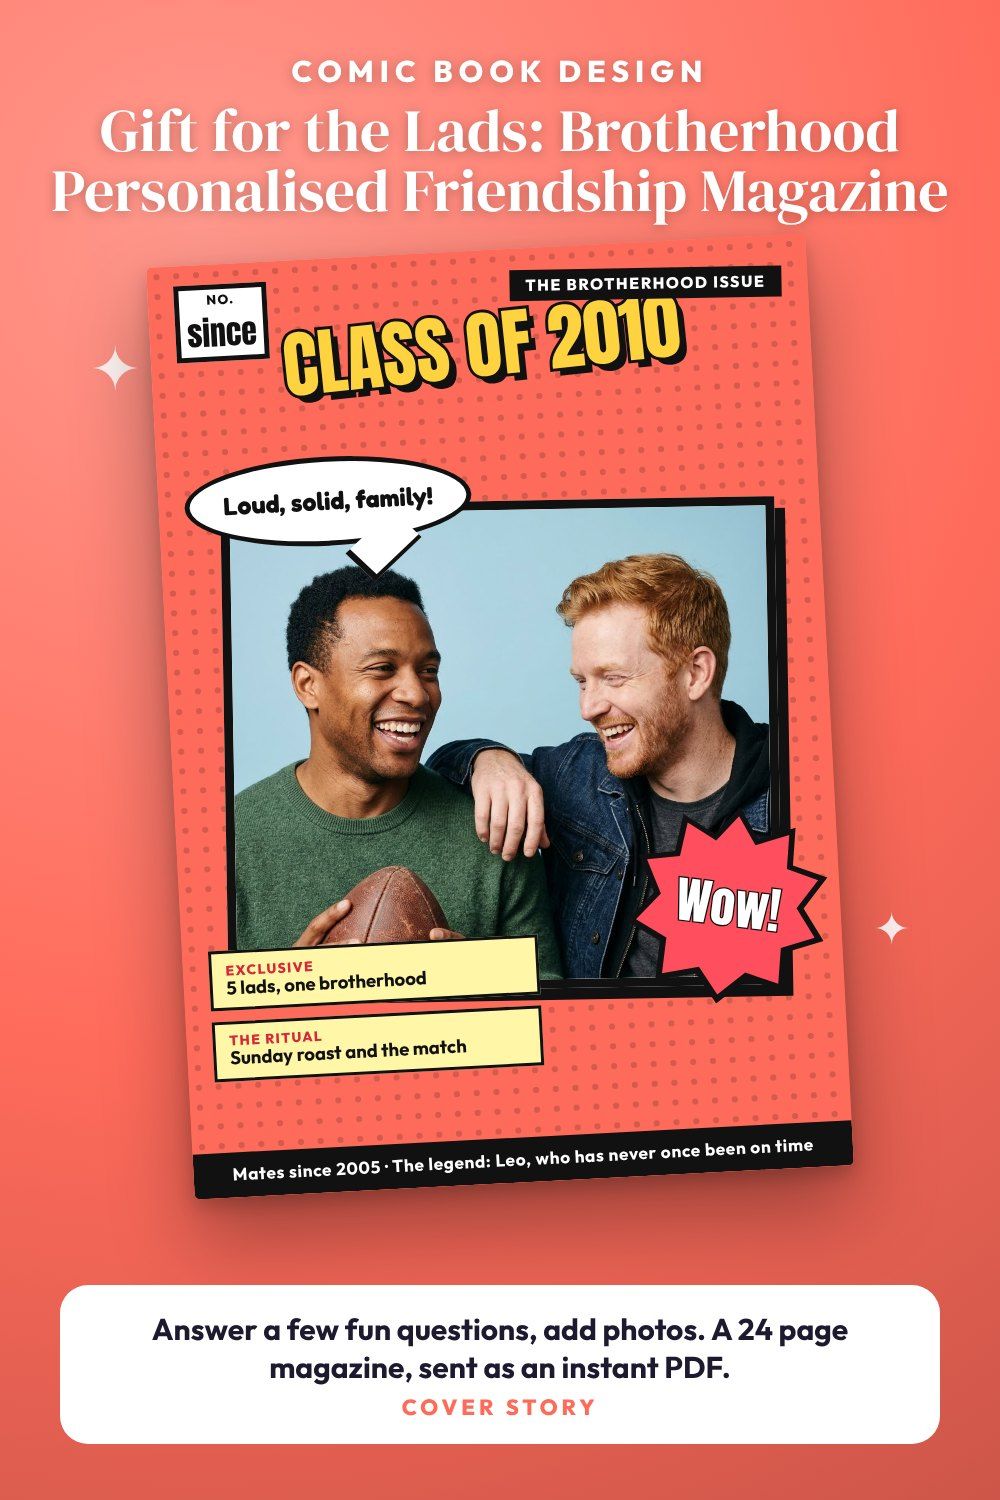 COMIC BOOK DESIGN
Gift for the Lads: Brotherhood
Personalised Friendship Magazine
THE BROTHERHOOD ISSUE
NO.
since
CLASS OF 2010
Loud, solid, family!
Wow!
EXCLUSIVE
5 lads, one brotherhood
THE RITUAL
Sunday roast and the match
Mates since 2005 · The legend: Leo, who has never once been on time
Answer a few fun questions, add photos. A 24 page
magazine, sent as an instant PDF.
COVER STORY